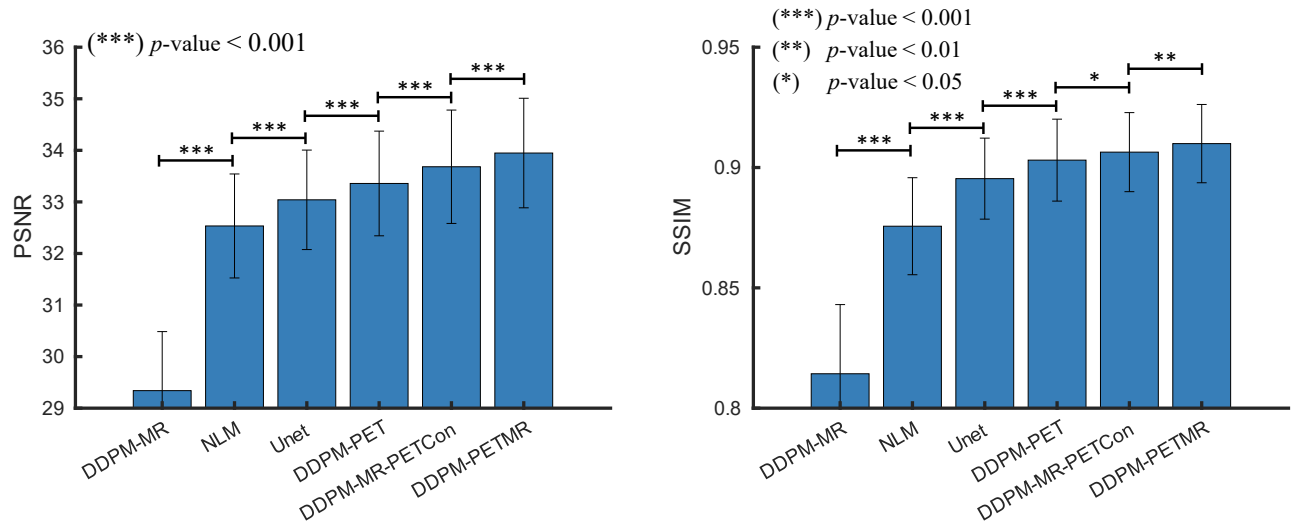 (***) p-value < 0.001
PSNR
36
35
34
33
32
31
30
29
***
***
***
***
***
DDPM-MR
NLM
Unet
DDPM-PET
DDPM-MR-PETCon
DDPM-PETMR
(***) p-value < 0.001
(**) p-value < 0.01
(*) p-value < 0.05
SSIM
0.95
0.9
0.85
0.8
***
***
***
*
**
DDPM-MR
NLM
Unet
DDPM-PET
DDPM-MR-PETCon
DDPM-PETMR